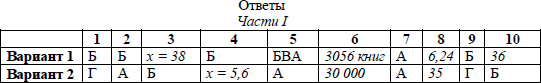 Ответы
Части I
1 2 3 4 5 6 7 8 9 10
Вариант 1 Б Б х = 38 Б БВА 3056 книг А 6,24 Б 36
Вариант 2 Г А Б х = 5,6 А 30 000 А 35 Г Б